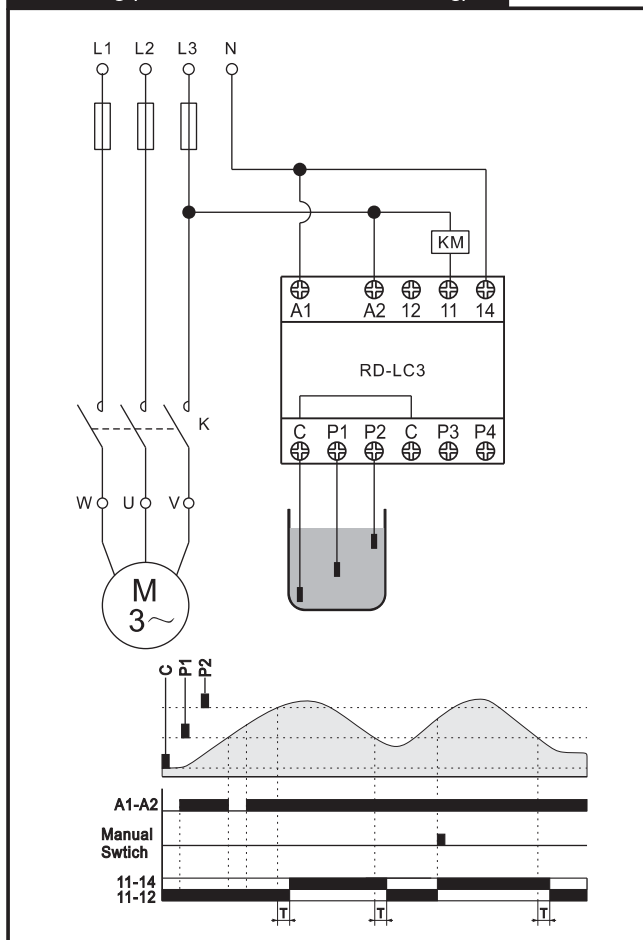 L1 L2 L3 N
KM
A1 A2 12 11 14
RD-LC3
C P1 P2 C P3 P4
K
W U V
M
3~
C P1 P2
A1-A2
Manual
Swtich
11-14
11-12
T T T